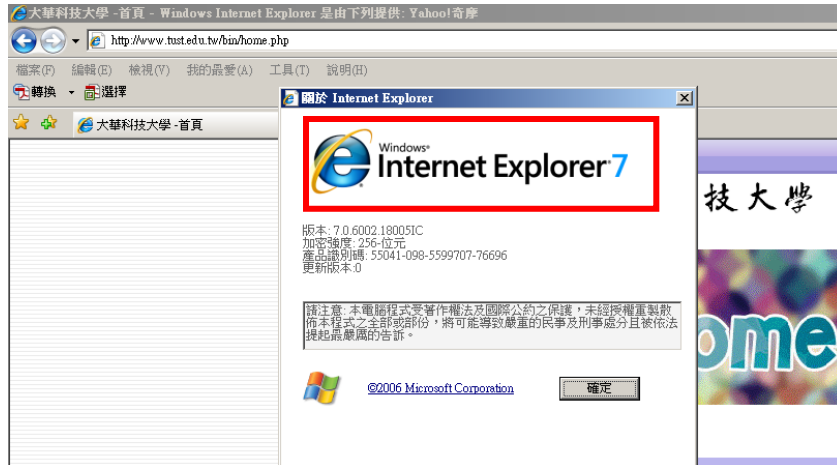 大華科技大學 -首頁 - Windows Internet Explorer 是由下列提供: Yahoo!奇摩
http://www.tust.edu.tw/bin/home.php
檔案(F) 編輯(E) 檢視(V) 我的最愛(A) 工具(T) 說明(H)
轉換 選擇
大華科技大學 -首頁
關於 Internet Explorer
Windows®
Internet Explorer 7
版本: 7.0.6002.18005IC
加密強度: 256-位元
產品識別碼: 55041-098-5599707-76696
更新版本:0
請注意: 本電腦程式受著作權法及國際公約之保護，未經授權重製散
佈本程式之全部或部份，將可能導致嚴重的民事及刑事處分且被依法
提起最嚴厲的告訴。
©2006 Microsoft Corporation
確定
技大學
ome